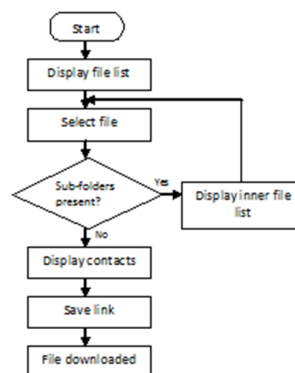 Start
Display file list
Select file
Sub-folders
present?
Yes
Display inner file
list
No
Display contacts
Save link
File downloaded